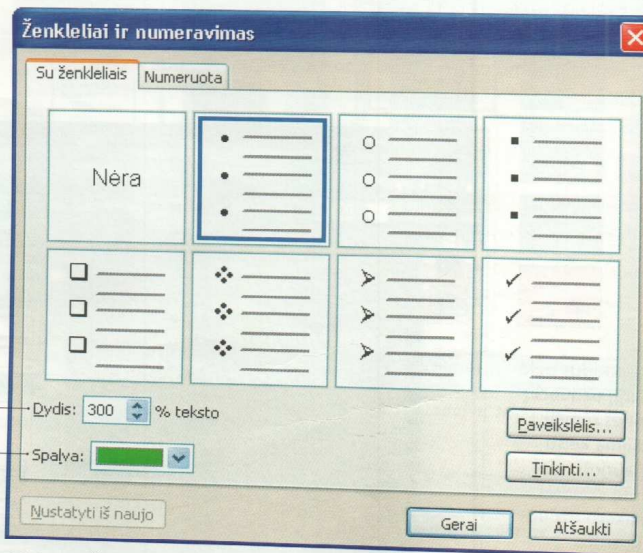 Ženkleliai ir numeravimas
Su ženkleliais
Numeruota
Nėra
Dydis: 300 % teksto
Paveikslėlis...
Spalva:
Tinkinti...
Nustatyti iš naujo
Gerai
Atšaukti